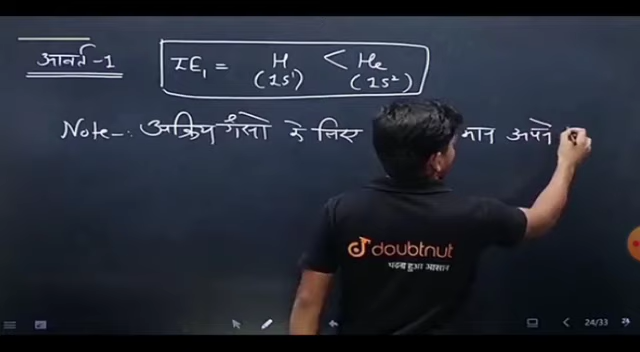 आवर्त-1
IE₁ = H < He
(1S¹) (1S²)
Note-: अक्रिय गैसों के लिए मान अपने
doubtnut
पढ़ना हुआ आसान
24/33